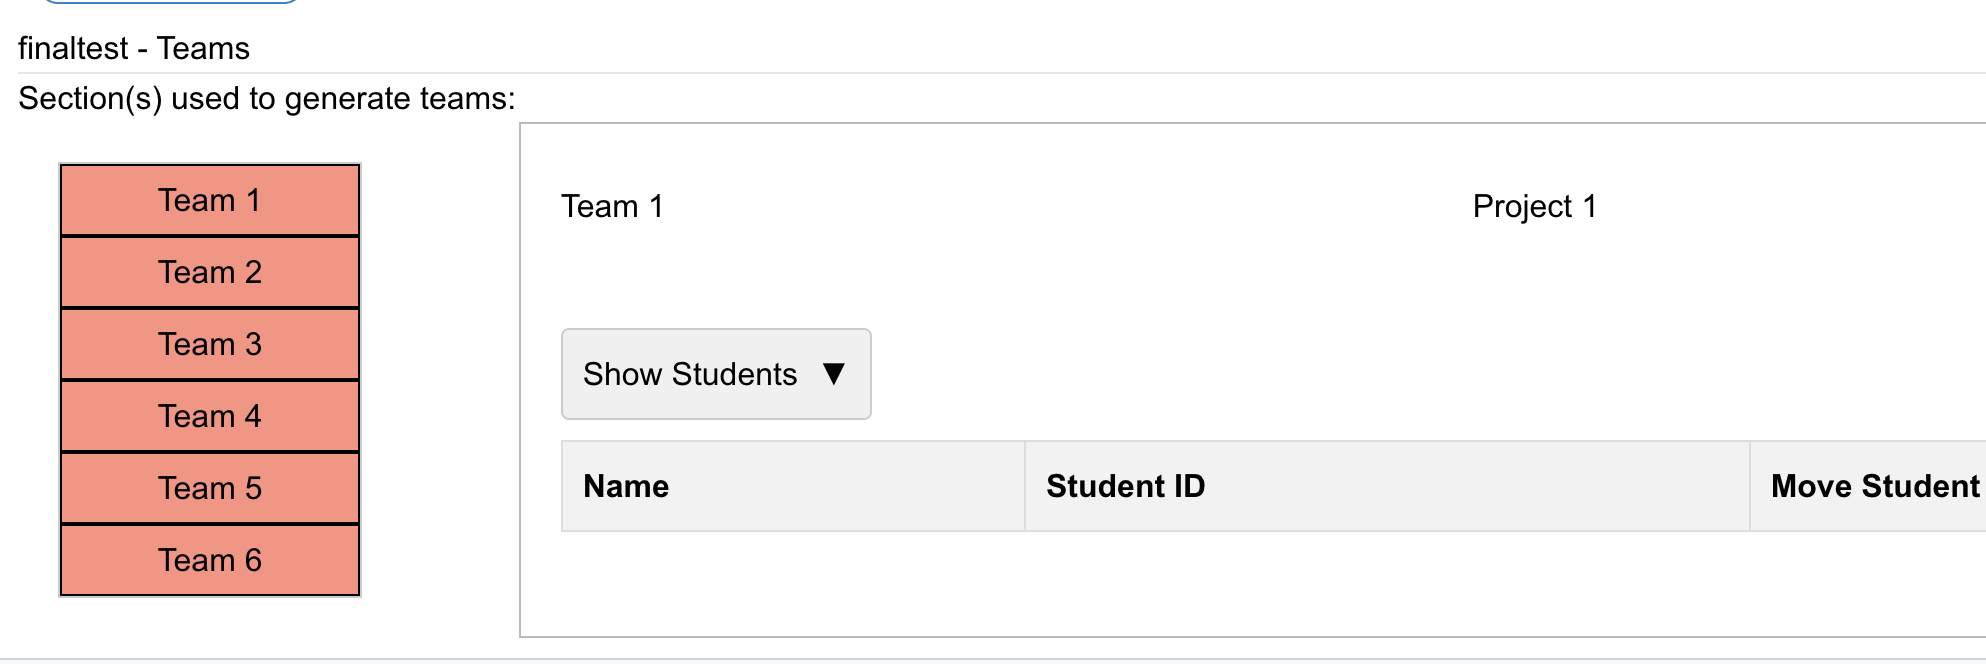 finaltest - Teams
Section(s) used to generate teams:
Team 1
Team 2
Team 3
Team 4
Team 5
Team 6
Team 1
Project 1
Show Students ▼
Name
Student ID
Move Student